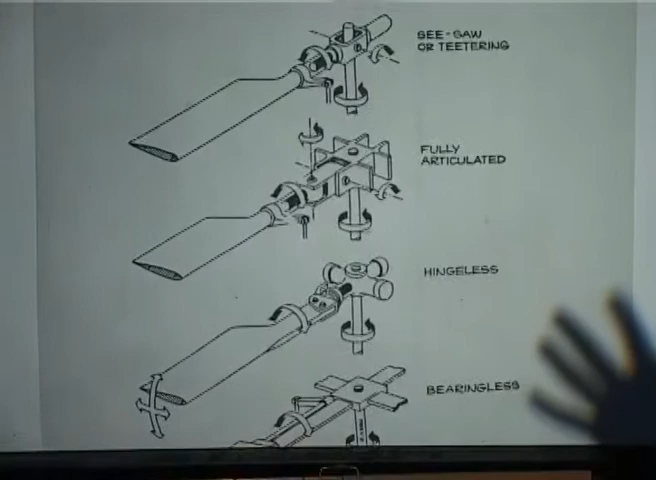 SEE-SAW
OR TEETERING
FULLY
ARTICULATED
HINGELESS
BEARINGLESS